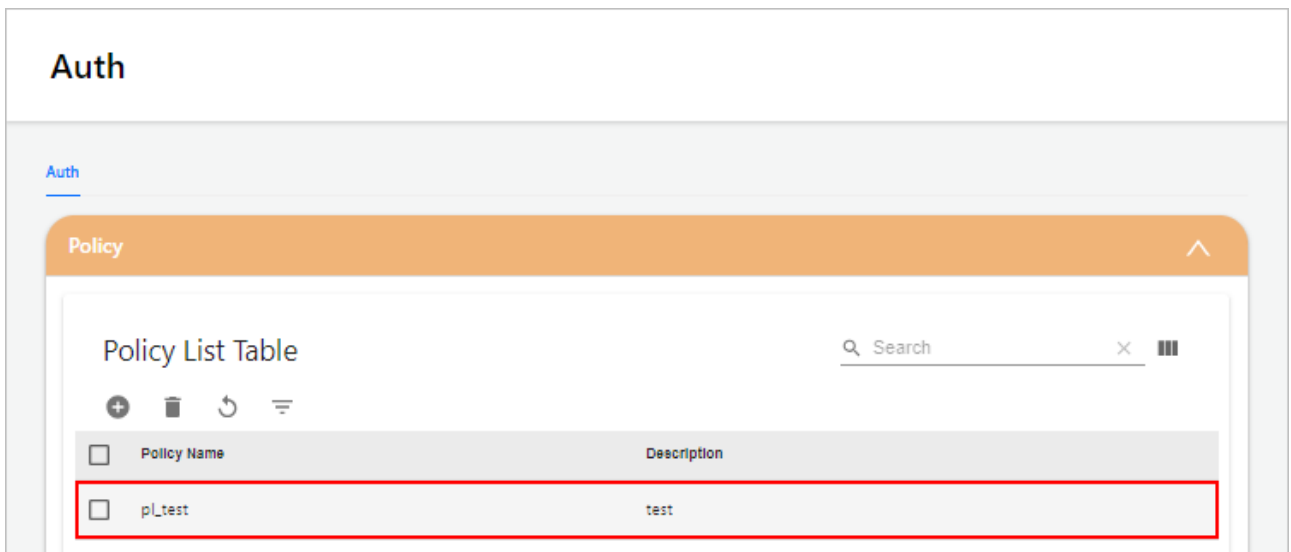 Auth
Auth
Policy
Policy List Table
Search
Policy Name Description
pl_test test